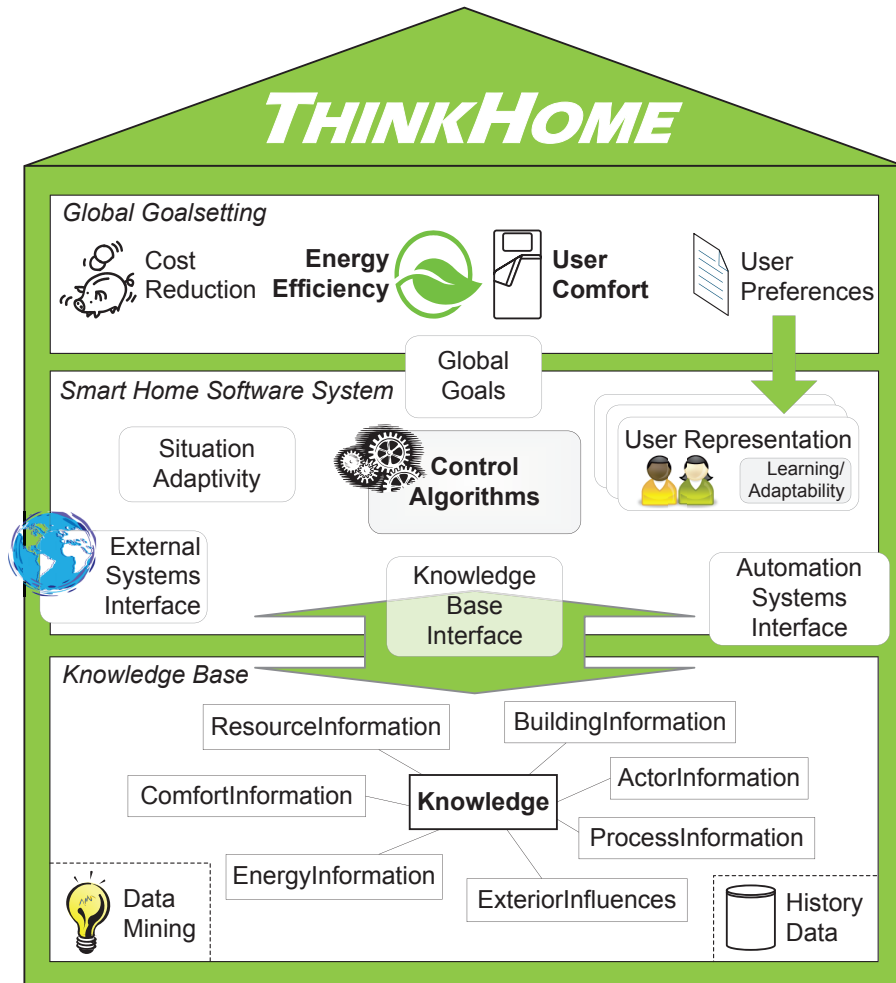 THINKHOME
Global Goalsetting
Cost
Reduction
Energy
Efficiency
User
Comfort
User
Preferences
Global
Goals
Smart Home Software System
Situation
Adaptivity
Control
Algorithms
User Representation
Learning/
Adaptability
External
Systems
Interface
Knowledge
Base
Interface
Automation
Systems
Interface
Knowledge Base
ResourceInformation
BuildingInformation
ComfortInformation
Knowledge
ActorInformation
ProcessInformation
EnergyInformation
ExteriorInfluences
Data
Mining
History
Data